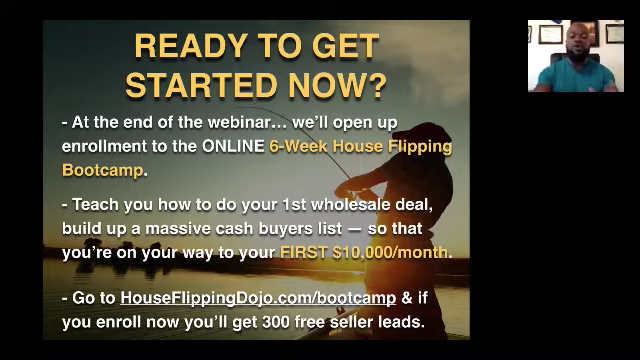 READY TO GET
STARTED NOW?
- At the end of the webinar... we'll open up
enrollment to the ONLINE 6-Week House Flipping
Bootcamp.
- Teach you how to do your 1st wholesale deal,
build up a massive cash buyers list — so that
you're on your way to your FIRST $10,000/month.
- Go to HouseFlippingDojo.com/bootcamp & if
you enroll now you'll get 300 free seller leads.